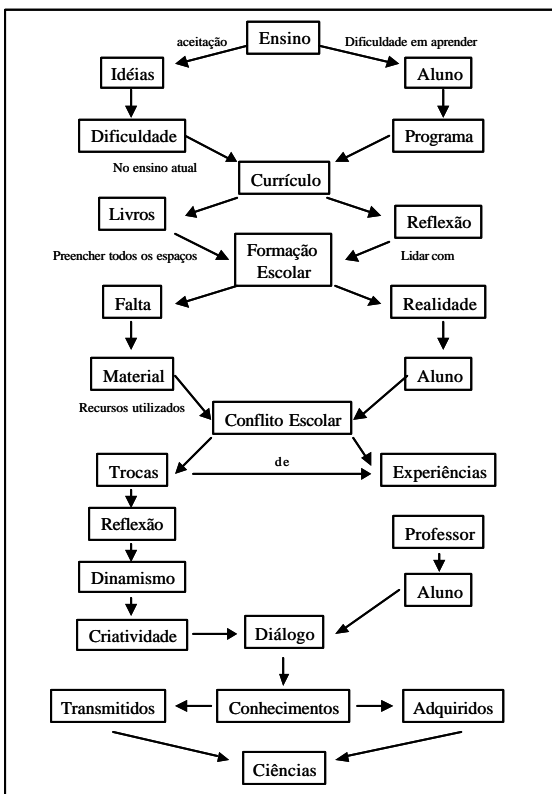 Ensino
aceitação
Dificuldade em aprender
Idéias
Aluno
Dificuldade
Programa
No ensino atual
Currículo
Livros
Reflexão
Preencher todos os espaços
Formação
Escolar
Lidar com
Falta
Realidade
Material
Aluno
Recursos utilizados
Conflito Escolar
Trocas
de
Experiências
Reflexão
Professor
Dinamismo
Aluno
Criatividade
Diálogo
Transmitidos
Conhecimentos
Adquiridos
Ciências